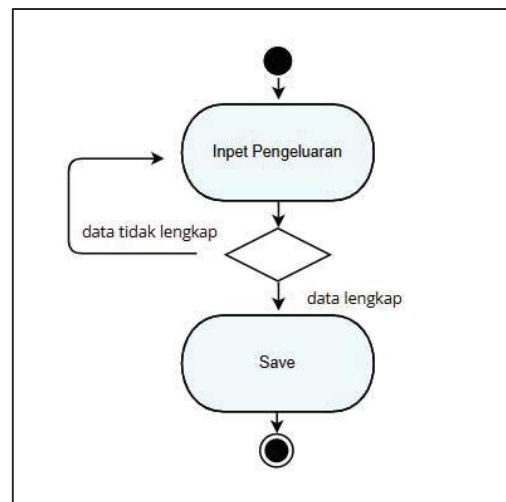 Inpet Pengeluaran
data tidak lengkap
data lengkap
Save